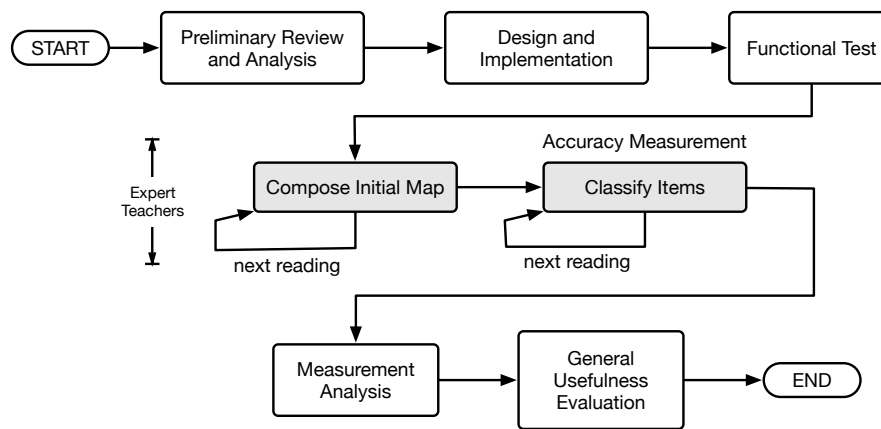 START
Preliminary Review
and Analysis
Design and
Implementation
Functional Test
Accuracy Measurement
Expert
Teachers
Compose Initial Map
Classify Items
next reading
next reading
Measurement
Analysis
General
Usefulness
Evaluation
END